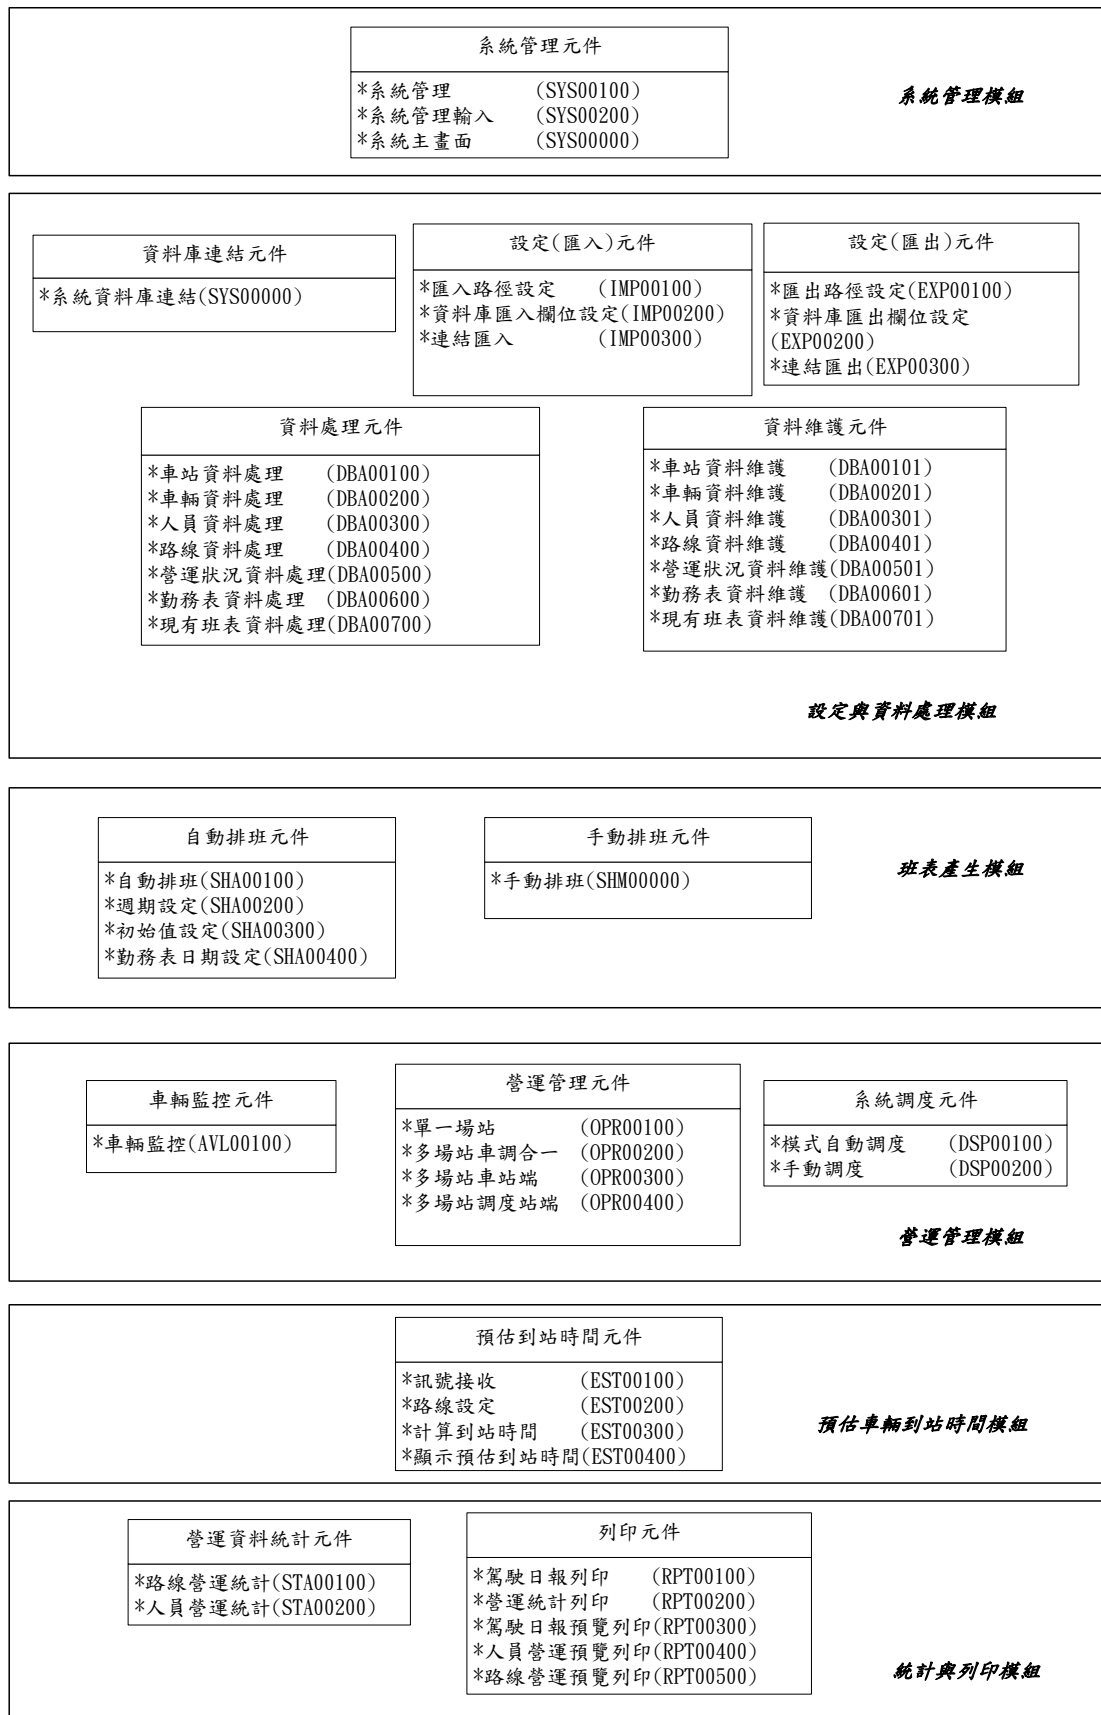 系統管理元件
*系統管理 (SYS00100)
*系統管理輸入 (SYS00200)
*系統主畫面 (SYS00000)
系統管理模組
資料庫連結元件
*系統資料庫連結(SYS00000)
設定(匯入)元件
*匯入路徑設定 (IMP00100)
*資料庫匯入欄位設定(IMP00200)
*連結匯入 (IMP00300)
設定(匯出)元件
*匯出路徑設定(EXP00100)
*資料庫匯出欄位設定
(EXP00200)
*連結匯出(EXP00300)
資料處理元件
*車站資料處理 (DBA00100)
*車輛資料處理 (DBA00200)
*人員資料處理 (DBA00300)
*路線資料處理 (DBA00400)
*營運狀況資料處理(DBA00500)
*勤務表資料處理 (DBA00600)
*現有班表資料處理(DBA00700)
資料維護元件
*車站資料維護 (DBA00101)
*車輛資料維護 (DBA00201)
*人員資料維護 (DBA00301)
*路線資料維護 (DBA00401)
*營運狀況資料維護(DBA00501)
*勤務表資料維護 (DBA00601)
*現有班表資料維護(DBA00701)
設定與資料處理模組
自動排班元件
*自動排班(SHA00100)
*週期設定(SHA00200)
*初始值設定(SHA00300)
*勤務表日期設定(SHA00400)
手動排班元件
*手動排班(SHM00000)
班表產生模組
車輛監控元件
*車輛監控(AVL00100)
營運管理元件
*單一場站 (OPR00100)
*多場站車調合一 (OPR00200)
*多場站車站端 (OPR00300)
*多場站調度站端 (OPR00400)
系統調度元件
*模式自動調度 (DSP00100)
*手動調度 (DSP00200)
營運管理模組
預估到站時間元件
*訊號接收 (EST00100)
*路線設定 (EST00200)
*計算到站時間 (EST00300)
*顯示預估到站時間(EST00400)
預估車輛到站時間模組
營運資料統計元件
*路線營運統計(STA00100)
*人員營運統計(STA00200)
列印元件
*駕駛日報列印 (RPT00100)
*營運統計列印 (RPT00200)
*駕駛日報預覽列印(RPT00300)
*人員營運預覽列印(RPT00400)
*路線營運預覽列印(RPT00500)
統計與列印模組